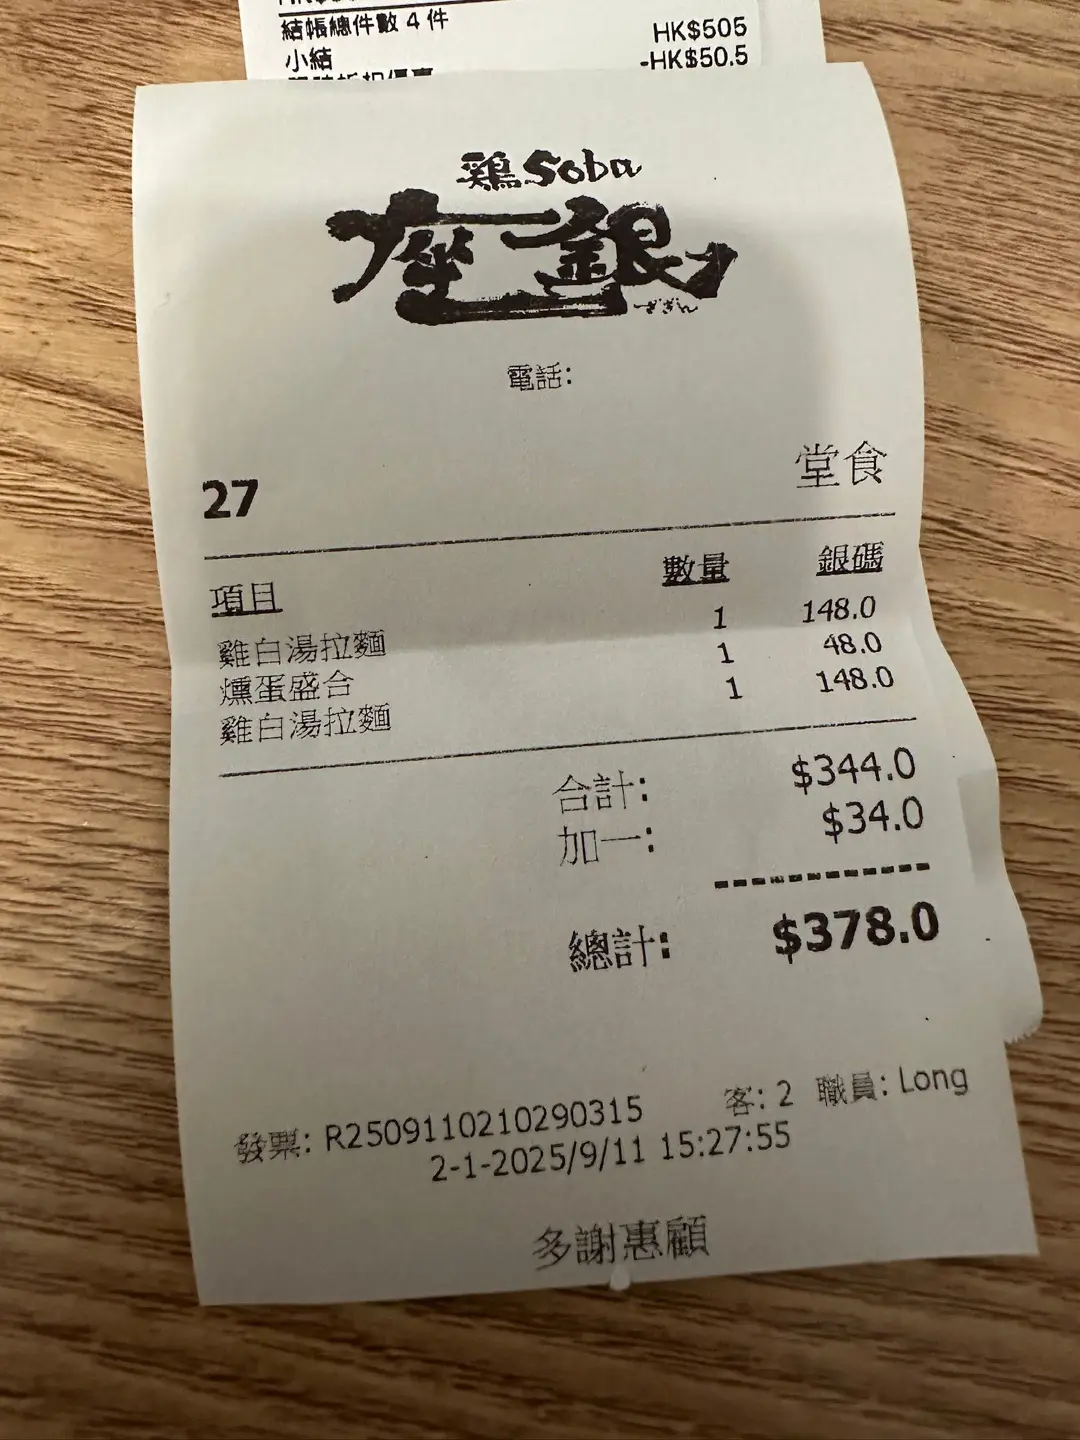 結帳總件數 4 件
小結 HK$505
-HK$50.5
鶏Soba
座銀
ざぎん
電話:
27 堂食
項目 數量 銀碼
雞白湯拉麵 1 148.0
燻蛋盛合 1 48.0
雞白湯拉麵 1 148.0
合計: $344.0
加一: $34.0
總計: $378.0
發票: R2509110210290315 客: 2 職員: Long
2-1-2025/9/11 15:27:55
多謝惠顧